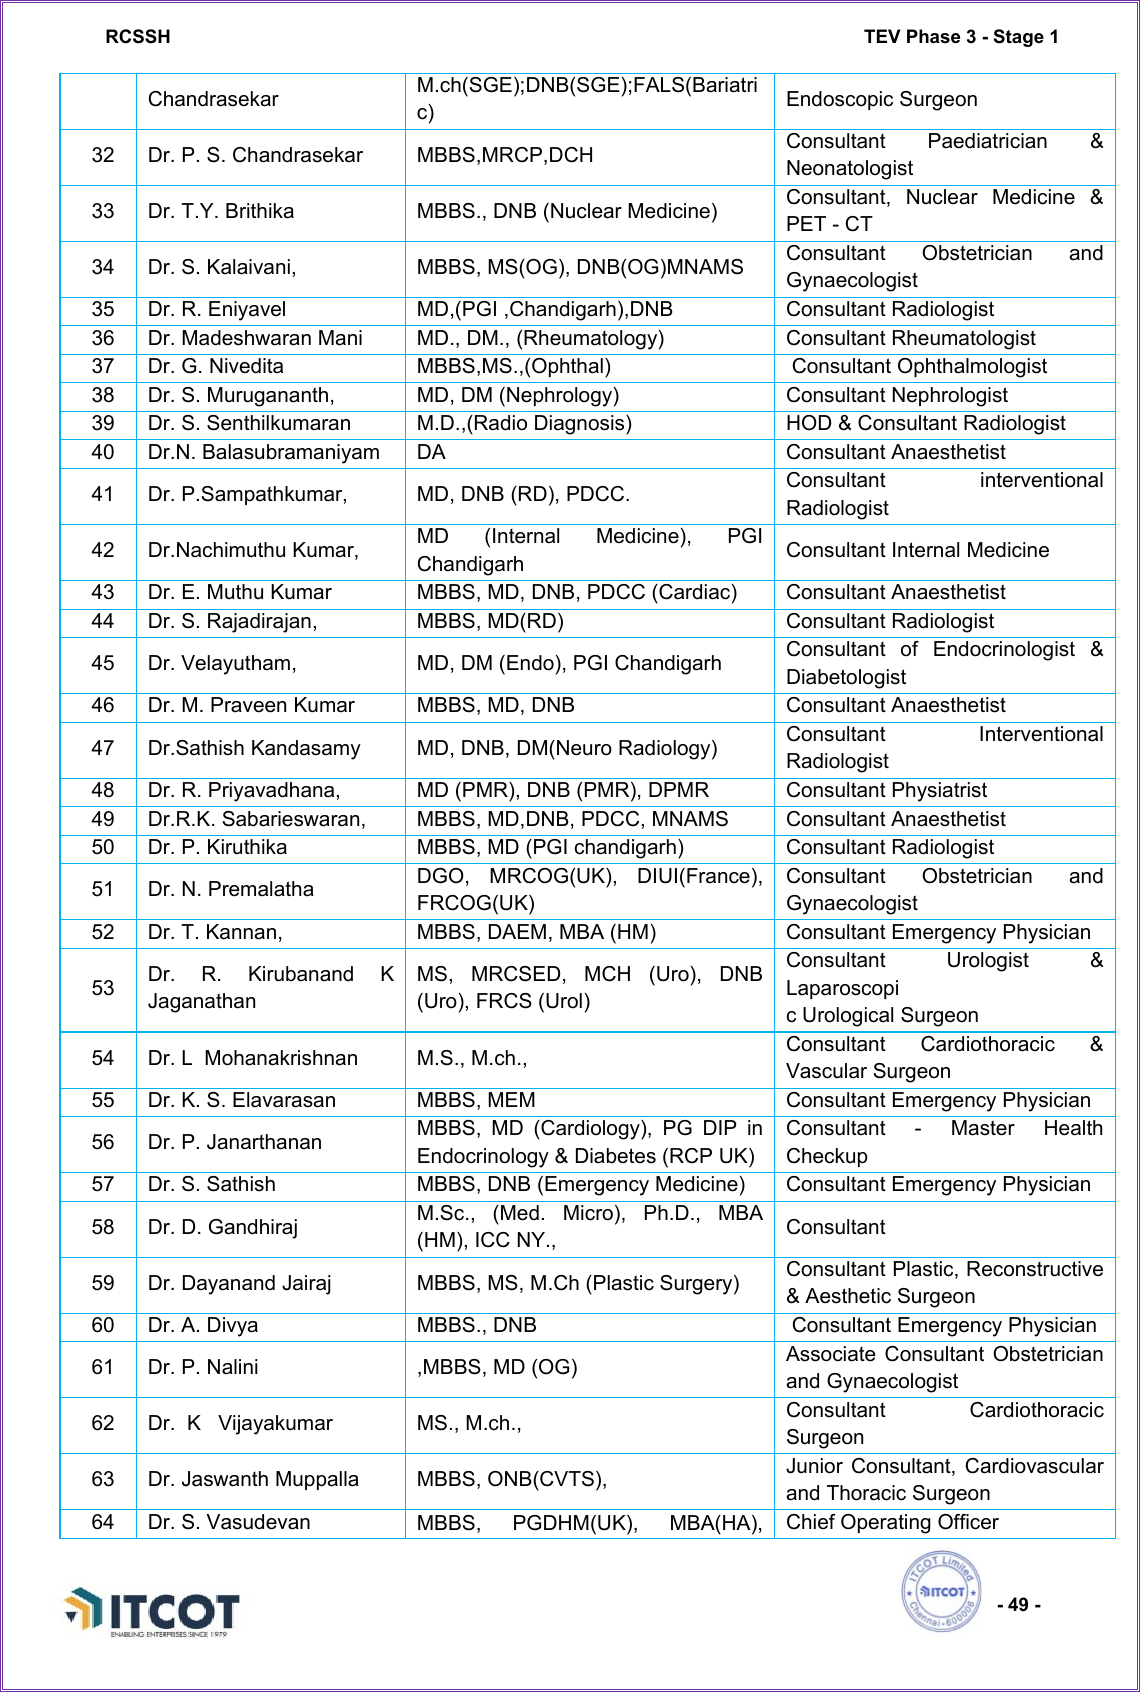 RCSSH TEV Phase 3 - Stage 1
Chandrasekar M.ch(SGE);DNB(SGE);FALS(Bariatri
c) Endoscopic Surgeon
32 Dr. P. S. Chandrasekar MBBS,MRCP,DCH Consultant Paediatrician &
Neonatologist
33 Dr. T.Y. Brithika MBBS., DNB (Nuclear Medicine) Consultant, Nuclear Medicine &
PET - CT
34 Dr. S. Kalaivani, MBBS, MS(OG), DNB(OG)MNAMS Consultant Obstetrician and
Gynaecologist
35 Dr. R. Eniyavel MD,(PGI ,Chandigarh),DNB Consultant Radiologist
36 Dr. Madeshwaran Mani MD., DM., (Rheumatology) Consultant Rheumatologist
37 Dr. G. Nivedita MBBS,MS.,(Ophthal) Consultant Ophthalmologist
38 Dr. S. Murugananth, MD, DM (Nephrology) Consultant Nephrologist
39 Dr. S. Senthilkumaran M.D.,(Radio Diagnosis) HOD & Consultant Radiologist
40 Dr.N. Balasubramaniyam DA Consultant Anaesthetist
41 Dr. P.Sampathkumar, MD, DNB (RD), PDCC. Consultant interventional
Radiologist
42 Dr.Nachimuthu Kumar, MD (Internal Medicine), PGI
Chandigarh Consultant Internal Medicine
43 Dr. E. Muthu Kumar MBBS, MD, DNB, PDCC (Cardiac) Consultant Anaesthetist
44 Dr. S. Rajadirajan, MBBS, MD(RD) Consultant Radiologist
45 Dr. Velayutham, MD, DM (Endo), PGI Chandigarh Consultant of Endocrinologist &
Diabetologist
46 Dr. M. Praveen Kumar MBBS, MD, DNB Consultant Anaesthetist
47 Dr.Sathish Kandasamy MD, DNB, DM(Neuro Radiology) Consultant Interventional
Radiologist
48 Dr. R. Priyavadhana, MD (PMR), DNB (PMR), DPMR Consultant Physiatrist
49 Dr.R.K. Sabarieswaran, MBBS, MD,DNB, PDCC, MNAMS Consultant Anaesthetist
50 Dr. P. Kiruthika MBBS, MD (PGI chandigarh) Consultant Radiologist
51 Dr. N. Premalatha DGO, MRCOG(UK), DIUI(France),
FRCOG(UK) Consultant Obstetrician and
Gynaecologist
52 Dr. T. Kannan, MBBS, DAEM, MBA (HM) Consultant Emergency Physician
53 Dr. R. Kirubanand K
Jaganathan MS, MRCSED, MCH (Uro), DNB
(Uro), FRCS (Urol) Consultant Urologist &
Laparoscopi
c Urological Surgeon
54 Dr. L Mohanakrishnan M.S., M.ch., Consultant Cardiothoracic &
Vascular Surgeon
55 Dr. K. S. Elavarasan MBBS, MEM Consultant Emergency Physician
56 Dr. P. Janarthanan MBBS, MD (Cardiology), PG DIP in
Endocrinology & Diabetes (RCP UK) Consultant - Master Health
Checkup
57 Dr. S. Sathish MBBS, DNB (Emergency Medicine) Consultant Emergency Physician
58 Dr. D. Gandhiraj M.Sc., (Med. Micro), Ph.D., MBA
(HM), ICC NY., Consultant
59 Dr. Dayanand Jairaj MBBS, MS, M.Ch (Plastic Surgery) Consultant Plastic, Reconstructive
& Aesthetic Surgeon
60 Dr. A. Divya MBBS., DNB Consultant Emergency Physician
61 Dr. P. Nalini ,MBBS, MD (OG) Associate Consultant Obstetrician
and Gynaecologist
62 Dr. K Vijayakumar MS., M.ch., Consultant Cardiothoracic
Surgeon
63 Dr. Jaswanth Muppalla MBBS, ONB(CVTS), Junior Consultant, Cardiovascular
and Thoracic Surgeon
64 Dr. S. Vasudevan MBBS, PGDHM(UK), MBA(HA), Chief Operating Officer
ITCOT
ENABLING ENTERPRISES SINCE 1979
ITCOT Limited
ITCOT
Chennai-600006
- 49 -